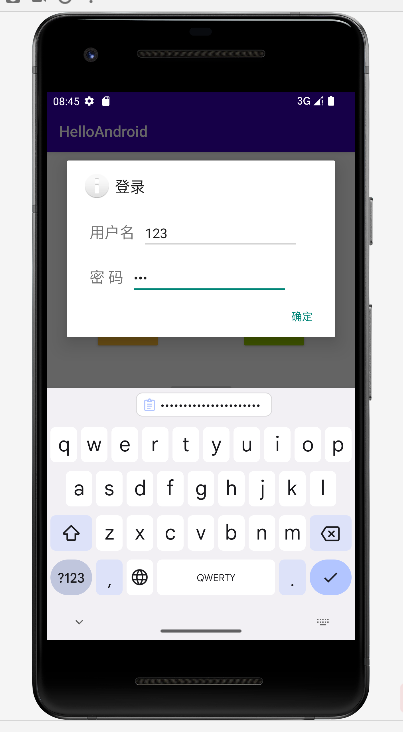 08:45 3G
HelloAndroid
登录
用户名 123
密 码 •••
确定
••••••••••••••••••••••
q w e r t y u i o p
a s d f g h j k l
z x c v b n m
?123 , QWERTY .